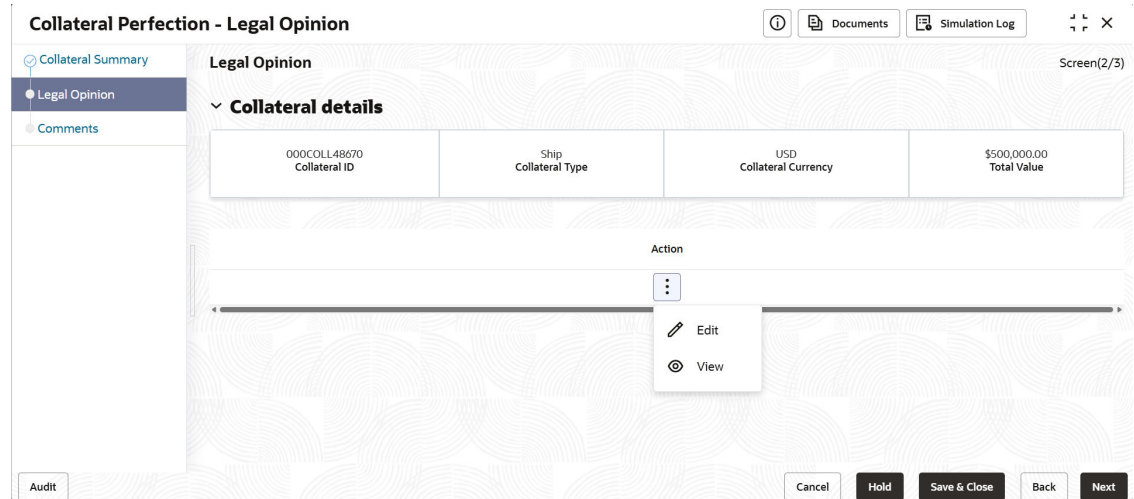 Collateral Perfection - Legal Opinion
Documents
Simulation Log
Collateral Summary
Legal Opinion
Comments
Legal Opinion
Screen(2/3)
Collateral details
000COLL48670
Collateral ID
Ship
Collateral Type
USD
Collateral Currency
$500,000.00
Total Value
Action
Edit
View
Audit
Cancel
Hold
Save & Close
Back
Next